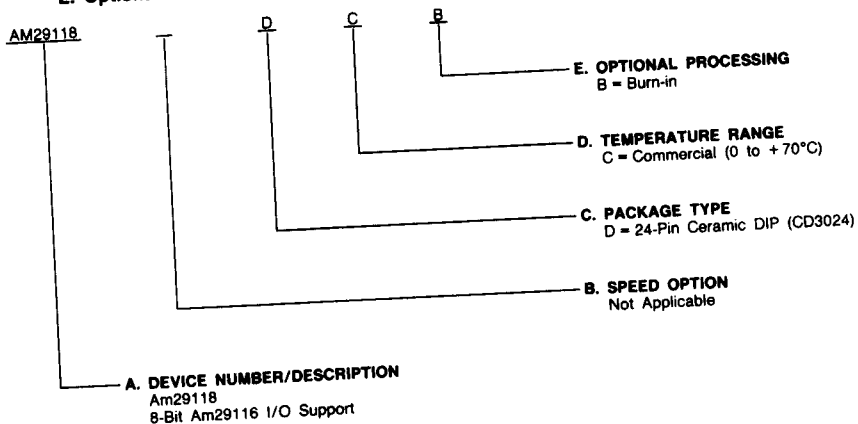 AM29118 – D C B
E. OPTIONAL PROCESSING
B = Burn-in
D. TEMPERATURE RANGE
C = Commercial (0 to +70°C)
C. PACKAGE TYPE
D = 24-Pin Ceramic DIP (CD3024)
B. SPEED OPTION
Not Applicable
A. DEVICE NUMBER/DESCRIPTION
Am29118
8-Bit Am29116 I/O Support